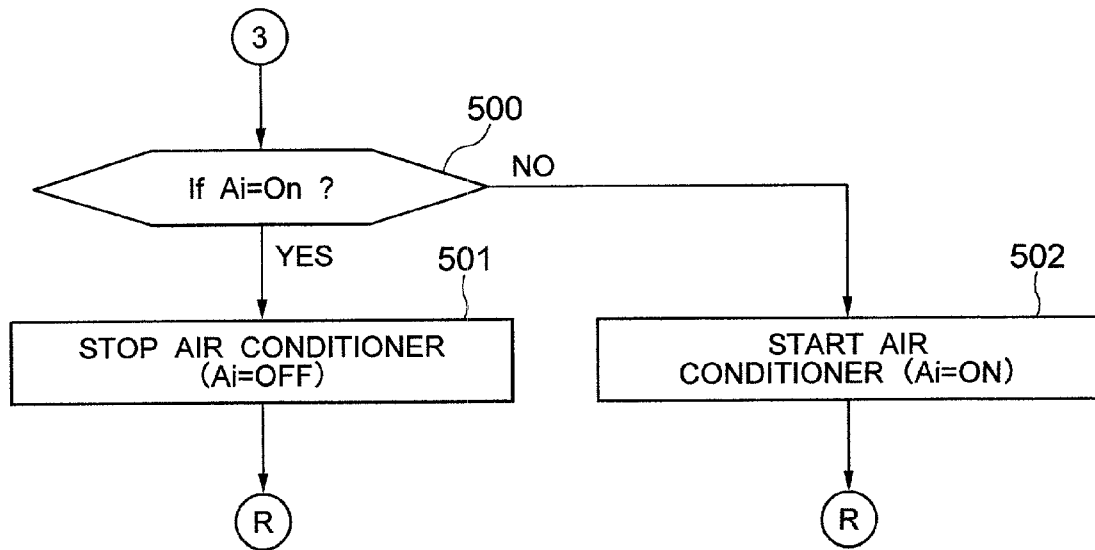 3
500
If Ai=On ?
NO
YES
501
STOP AIR CONDITIONER
(Ai=OFF)
502
START AIR
CONDITIONER (Ai=ON)
R
R